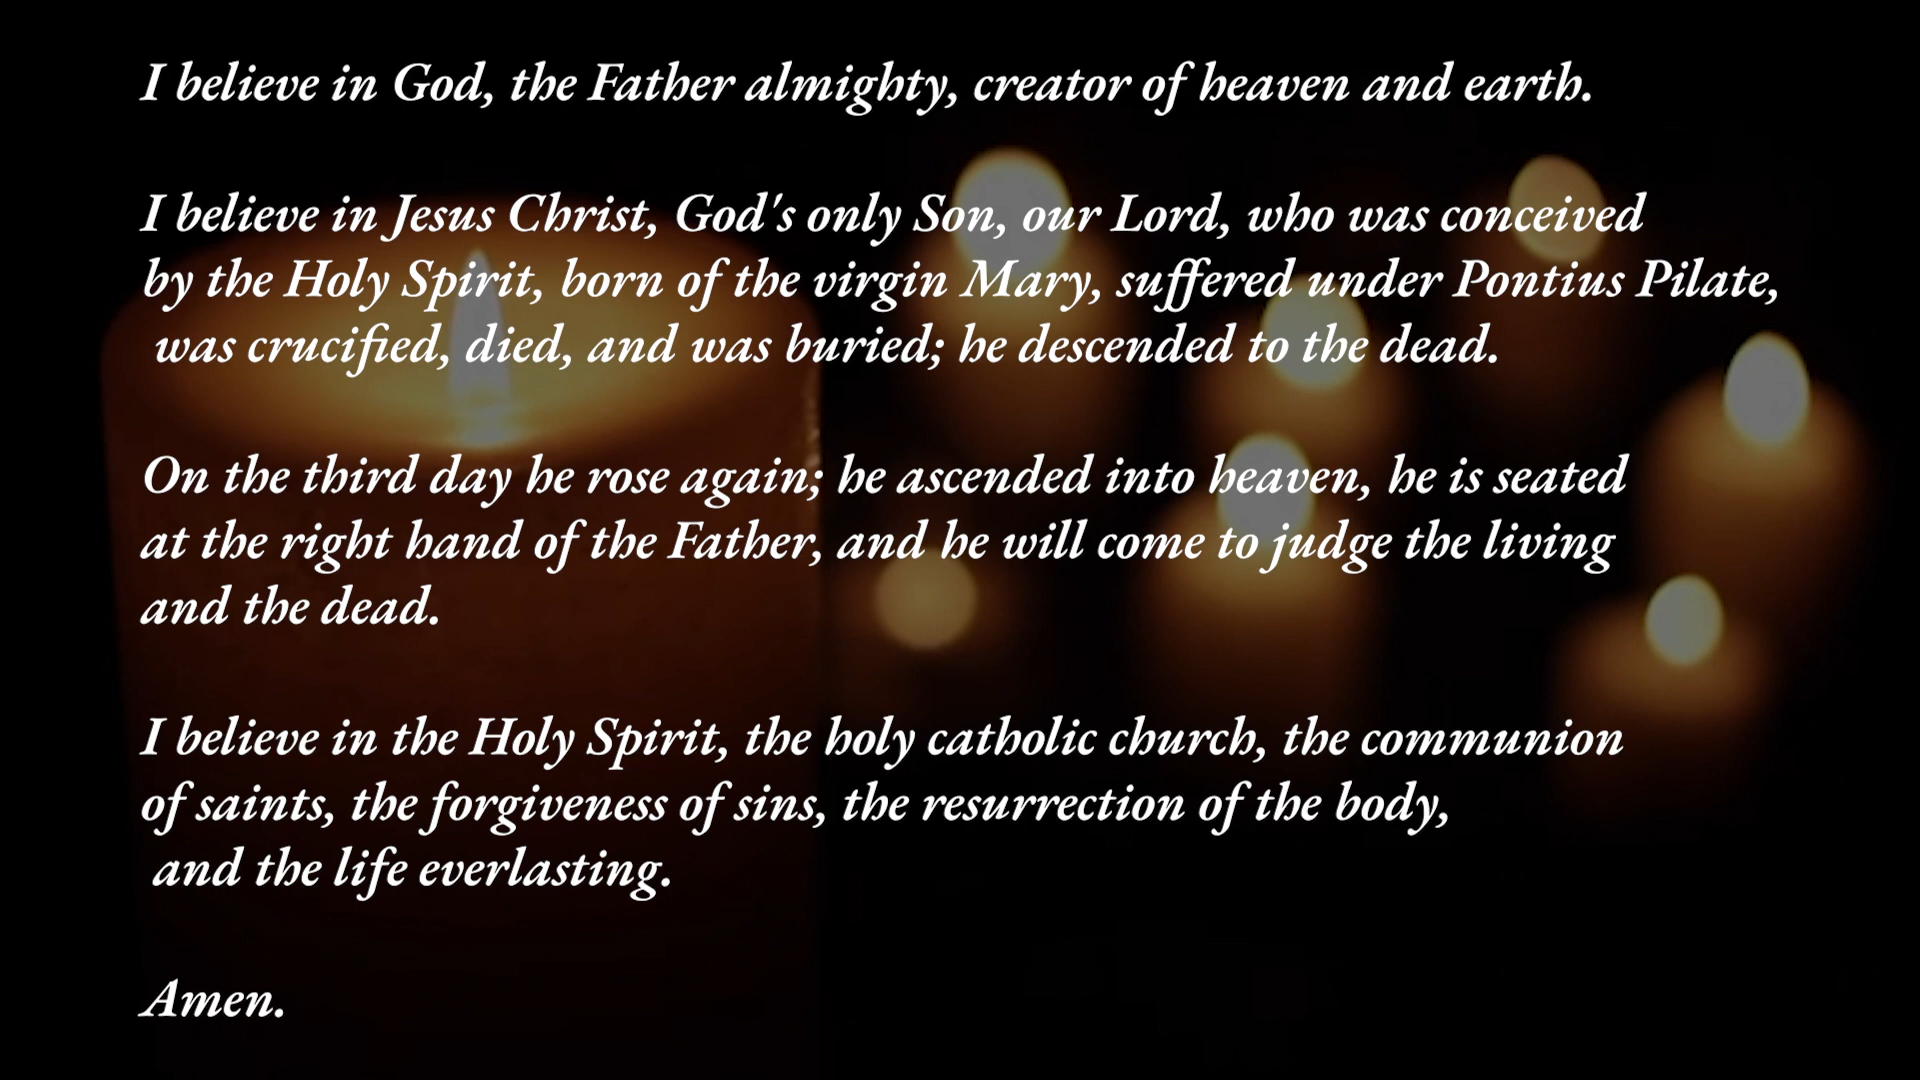 I believe in God, the Father almighty, creator of heaven and earth.
I believe in Jesus Christ, God's only Son, our Lord, who was conceived
by the Holy Spirit, born of the virgin Mary, suffered under Pontius Pilate,
was crucified, died, and was buried; he descended to the dead.
On the third day he rose again; he ascended into heaven, he is seated
at the right hand of the Father, and he will come to judge the living
and the dead.
I believe in the Holy Spirit, the holy catholic church, the communion
of saints, the forgiveness of sins, the resurrection of the body,
and the life everlasting.
Amen.